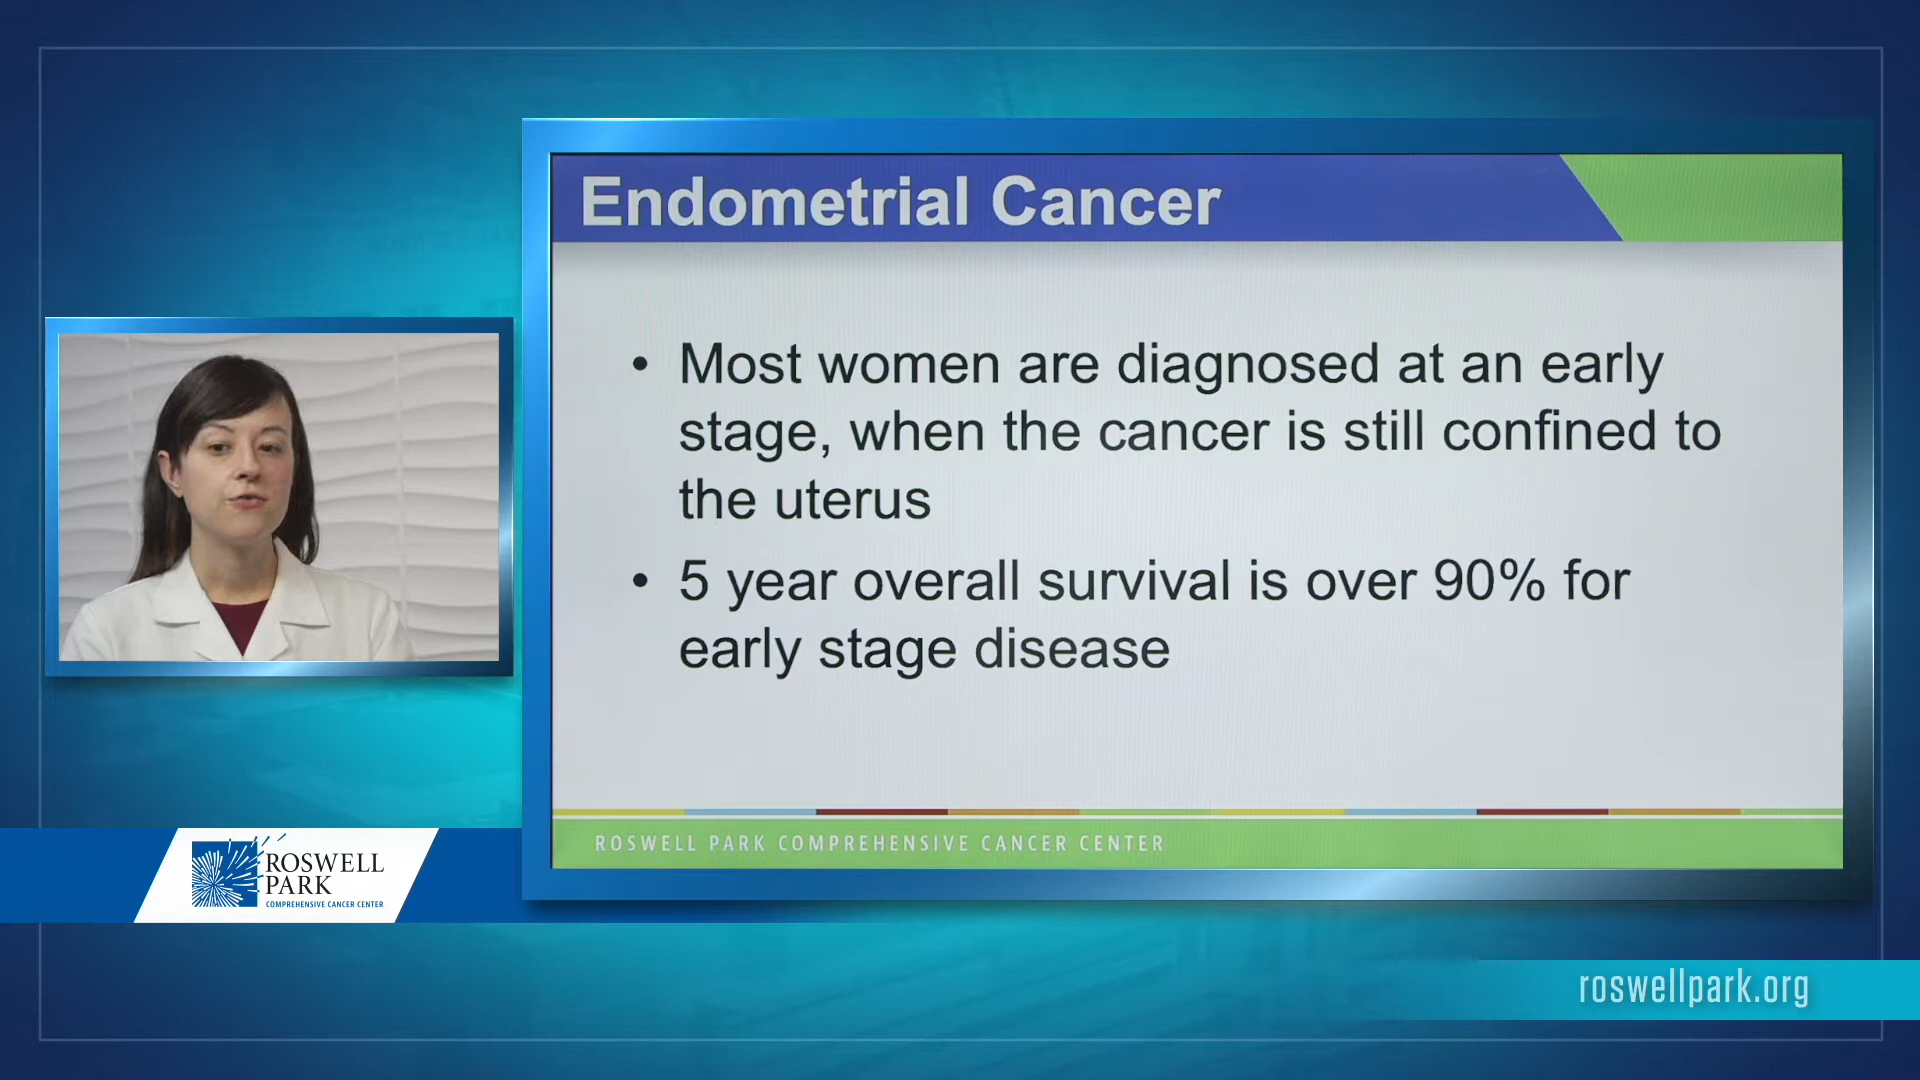 Endometrial Cancer
• Most women are diagnosed at an early
stage, when the cancer is still confined to
the uterus
• 5 year overall survival is over 90% for
early stage disease
ROSWELL PARK COMPREHENSIVE CANCER CENTER
ROSWELL
PARK
COMPREHENSIVE CANCER CENTER
roswellpark.org